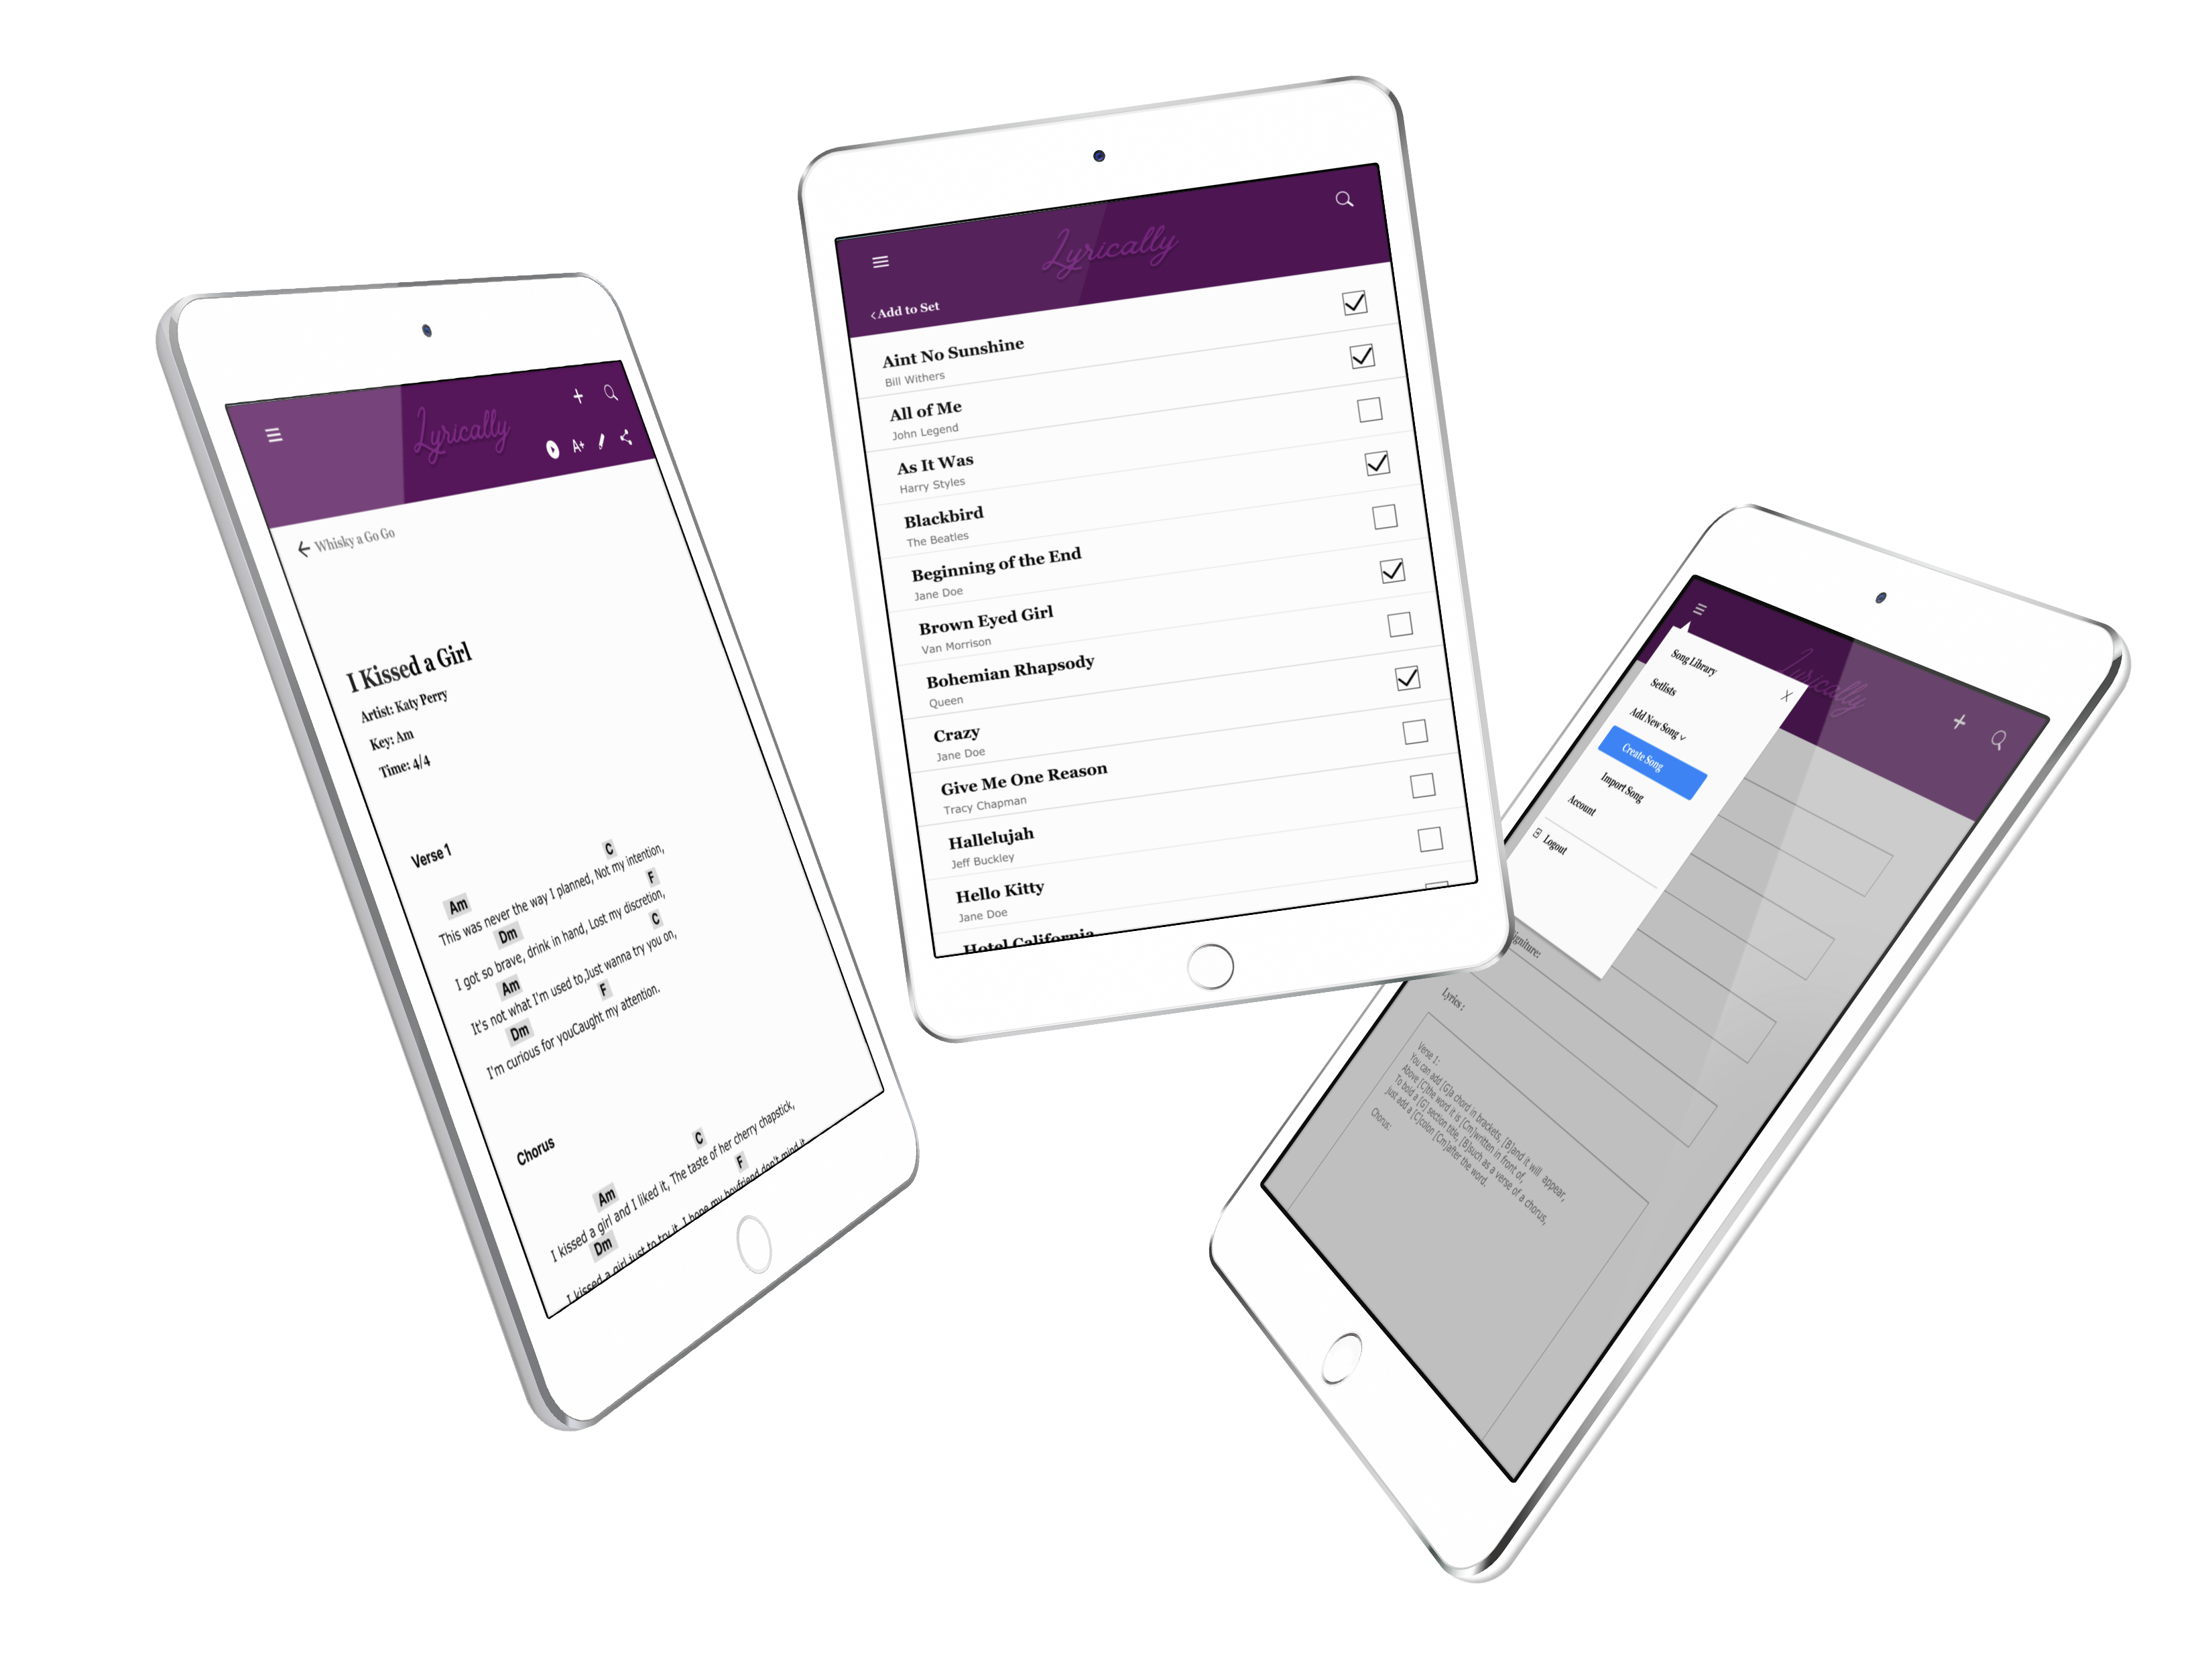 Lyrically
A+
Whisky a Go Go
I Kissed a Girl
Artist: Katy Perry
Key: Am
Time: 4/4
Verse 1
Am C
This was never the way I planned, Not my intention,
Dm F
I got so brave, drink in hand, Lost my discretion,
Am C
It's not what I'm used to,Just wanna try you on,
Dm F
I'm curious for youCaught my attention.
Chorus
Am C
I kissed a girl and I liked it, The taste of her cherry chapstick,
Dm F
I kissed a girl just to try it, I hope my boyfriend don't mind it
Lyrically
Add to Set
Aint No Sunshine
Bill Withers
All of Me
John Legend
As It Was
Harry Styles
Blackbird
The Beatles
Beginning of the End
Jane Doe
Brown Eyed Girl
Van Morrison
Bohemian Rhapsody
Queen
Crazy
Jane Doe
Give Me One Reason
Tracy Chapman
Hallelujah
Jeff Buckley
Hello Kitty
Jane Doe
Hotel California
Lyrically
Song Library
X
Setlists
Add New Song
Create Song
Import Song
Account
Logout
igniture:
Lyrics :
Verse 1:
You can add [G]a chord in brackets, [B]and it will appear,
Above [C]the word it is [Cm]written in front of,
To bold a [G] section title, [B]such as a verse of a chorus,
Just add a [C]colon [Cm]after the word.
Chorus: